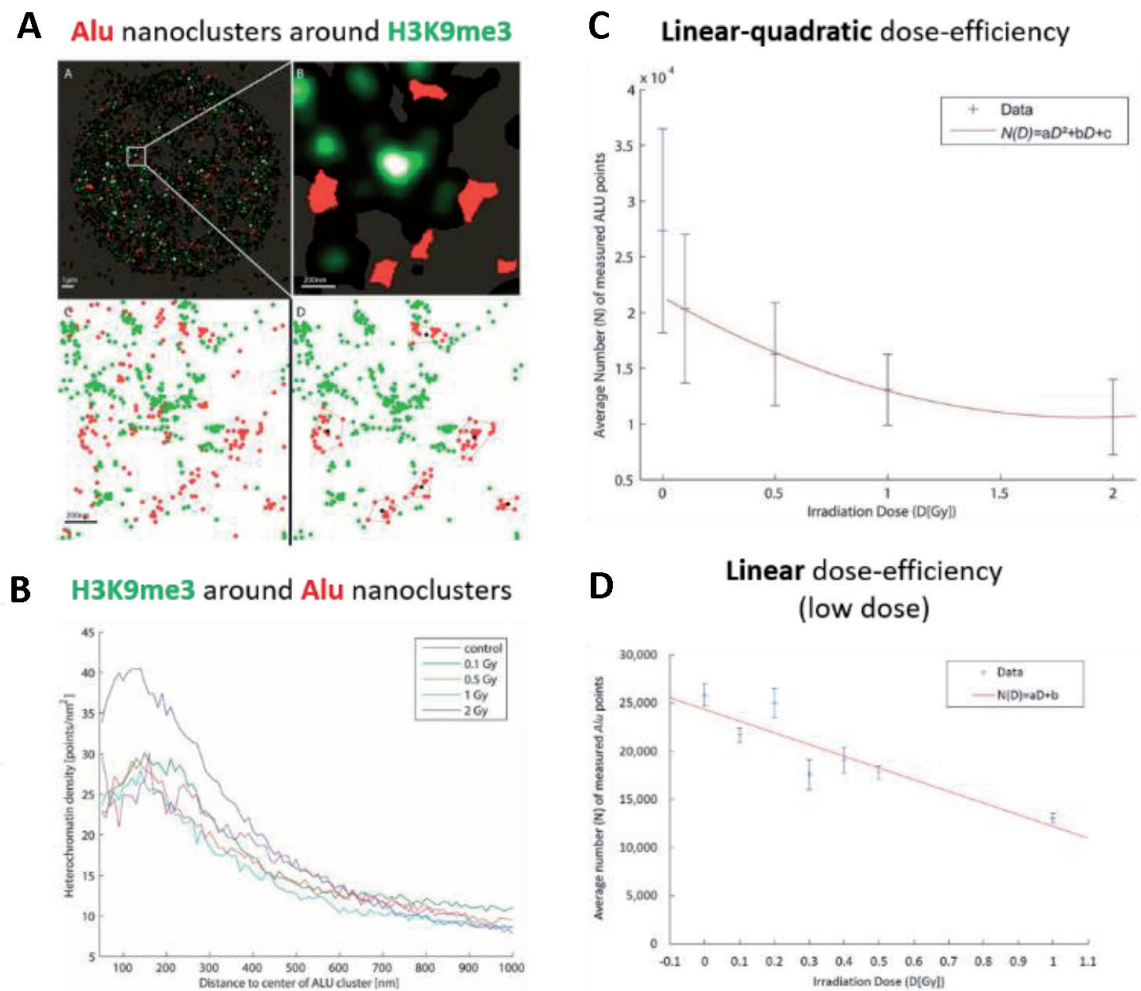 A
Alu nanoclusters around H3K9me3
A
B
1µm
200nm
C
D
200nm
B
H3K9me3 around Alu nanoclusters
45
40
35
30
25
20
15
10
5
Heterochromatin density [points/nm²]
control
0.1 Gy
0.5 Gy
1 Gy
2 Gy
100 200 300 400 500 600 700 800 900 1000
Distance to center of ALU cluster [nm]
C
Linear-quadratic dose-efficiency
x 10⁴
4
3.5
3
2.5
2
1.5
1
0.5
Average Number (N) of measured ALU points
Data
N(D)=aD²+bD+c
0 0.5 1 1.5 2
Irradiation Dose (D[Gy])
D
Linear dose-efficiency
(low dose)
30,000
25,000
20,000
15,000
10,000
5,000
0
Average number (N) of measured Alu points
Data
N(D)=aD+b
-0.1 0 0.1 0.2 0.3 0.4 0.5 0.6 0.7 0.8 0.9 1 1.1
Irradiation Dose (D[Gy])